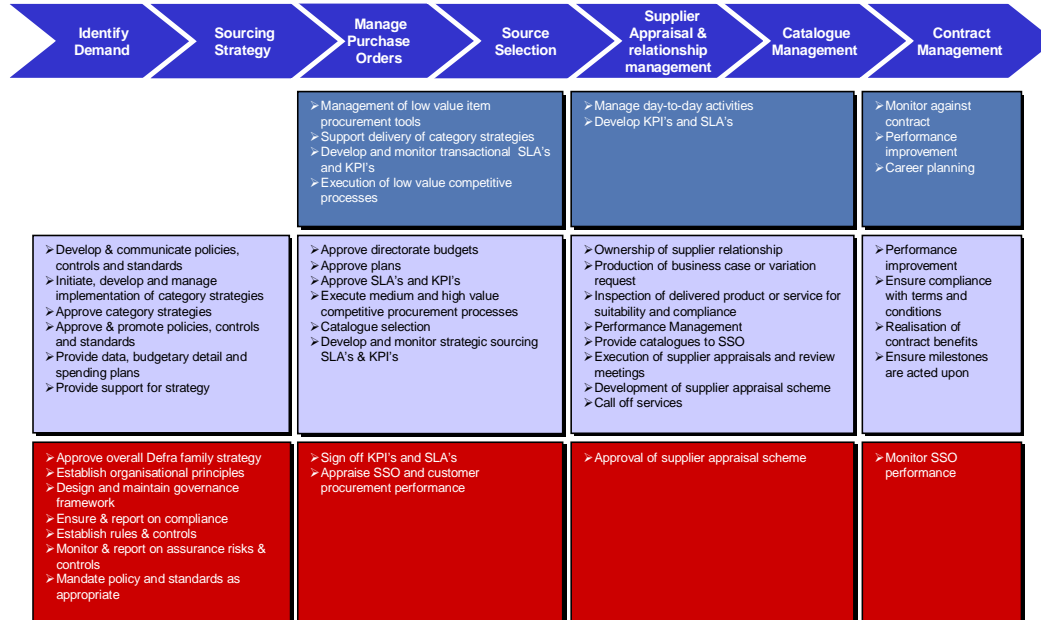 Identify
Demand
Sourcing
Strategy
Manage
Purchase
Orders
Source
Selection
Supplier
Appraisal &
relationship
management
Catalogue
Management
Contract
Management
➢Management of low value item
procurement tools
➢Support delivery of category strategies
➢Develop and monitor transactional SLA's
and KPI's
➢Execution of low value competitive
processes
➢Manage day-to-day activities
➢Develop KPI's and SLA's
➢Monitor against
contract
➢Performance
improvement
➢Career planning
➢Develop & communicate policies,
controls and standards
➢Initiate, develop and manage
implementation of category strategies
➢Approve category strategies
➢Approve & promote policies, controls
and standards
➢Provide data, budgetary detail and
spending plans
➢Provide support for strategy
➢Approve directorate budgets
➢Approve plans
➢Approve SLA's and KPI's
➢Execute medium and high value
competitive procurement processes
➢Catalogue selection
➢Develop and monitor strategic sourcing
SLA's & KPI's
➢Ownership of supplier relationship
➢Production of business case or variation
request
➢Inspection of delivered product or service for
suitability and compliance
➢Performance Management
➢Provide catalogues to SSO
➢Execution of supplier appraisals and review
meetings
➢Development of supplier appraisal scheme
➢Call off services
➢Performance
improvement
➢Ensure compliance
with terms and
conditions
➢Realisation of
contract benefits
➢Ensure milestones
are acted upon
➢Approve overall Defra family strategy
➢Establish organisational principles
➢Design and maintain governance
framework
➢Ensure & report on compliance
➢Establish rules & controls
➢Monitor & report on assurance risks &
controls
➢Mandate policy and standards as
appropriate
➢Sign off KPI's and SLA's
➢Appraise SSO and customer
procurement performance
➢Approval of supplier appraisal scheme
➢Monitor SSO
performance